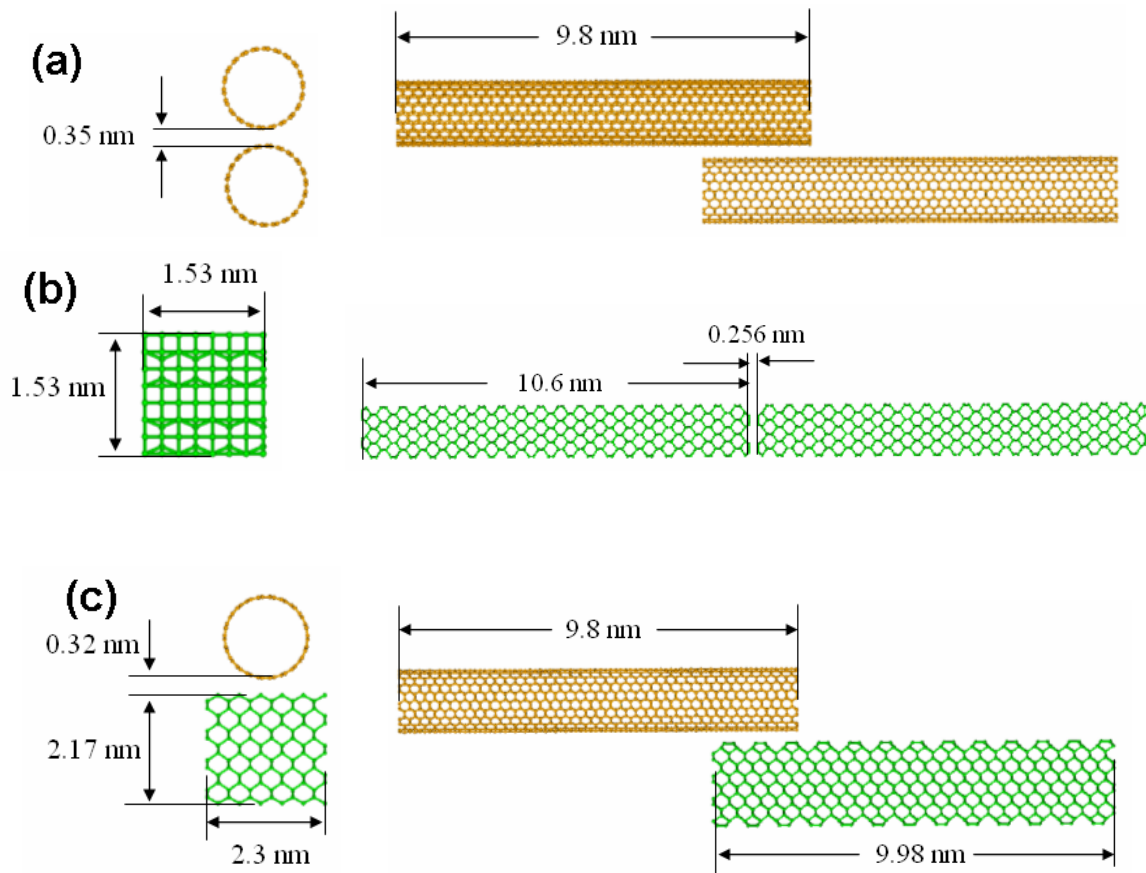 (a)
9.8 nm
0.35 nm
(b)
1.53 nm
1.53 nm
0.256 nm
10.6 nm
(c)
0.32 nm
9.8 nm
2.17 nm
2.3 nm
9.98 nm